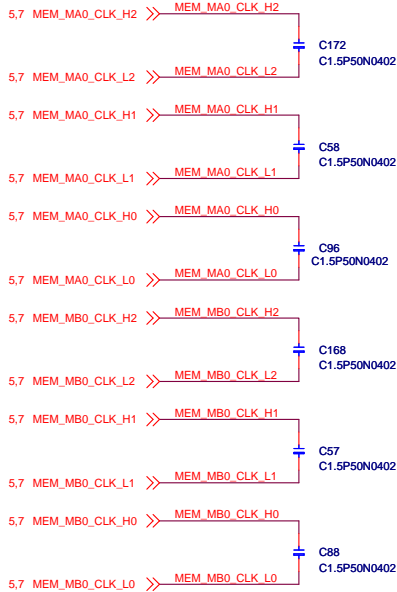 5,7 MEM_MA0_CLK_H2 MEM_MA0_CLK_H2
C172
C1.5P50N0402
5,7 MEM_MA0_CLK_L2 MEM_MA0_CLK_L2
5,7 MEM_MA0_CLK_H1 MEM_MA0_CLK_H1
C58
C1.5P50N0402
5,7 MEM_MA0_CLK_L1 MEM_MA0_CLK_L1
5,7 MEM_MA0_CLK_H0 MEM_MA0_CLK_H0
C96
C1.5P50N0402
5,7 MEM_MA0_CLK_L0 MEM_MA0_CLK_L0
5,7 MEM_MB0_CLK_H2 MEM_MB0_CLK_H2
C168
C1.5P50N0402
5,7 MEM_MB0_CLK_L2 MEM_MB0_CLK_L2
5,7 MEM_MB0_CLK_H1 MEM_MB0_CLK_H1
C57
C1.5P50N0402
5,7 MEM_MB0_CLK_L1 MEM_MB0_CLK_L1
5,7 MEM_MB0_CLK_H0 MEM_MB0_CLK_H0
C88
C1.5P50N0402
5,7 MEM_MB0_CLK_L0 MEM_MB0_CLK_L0